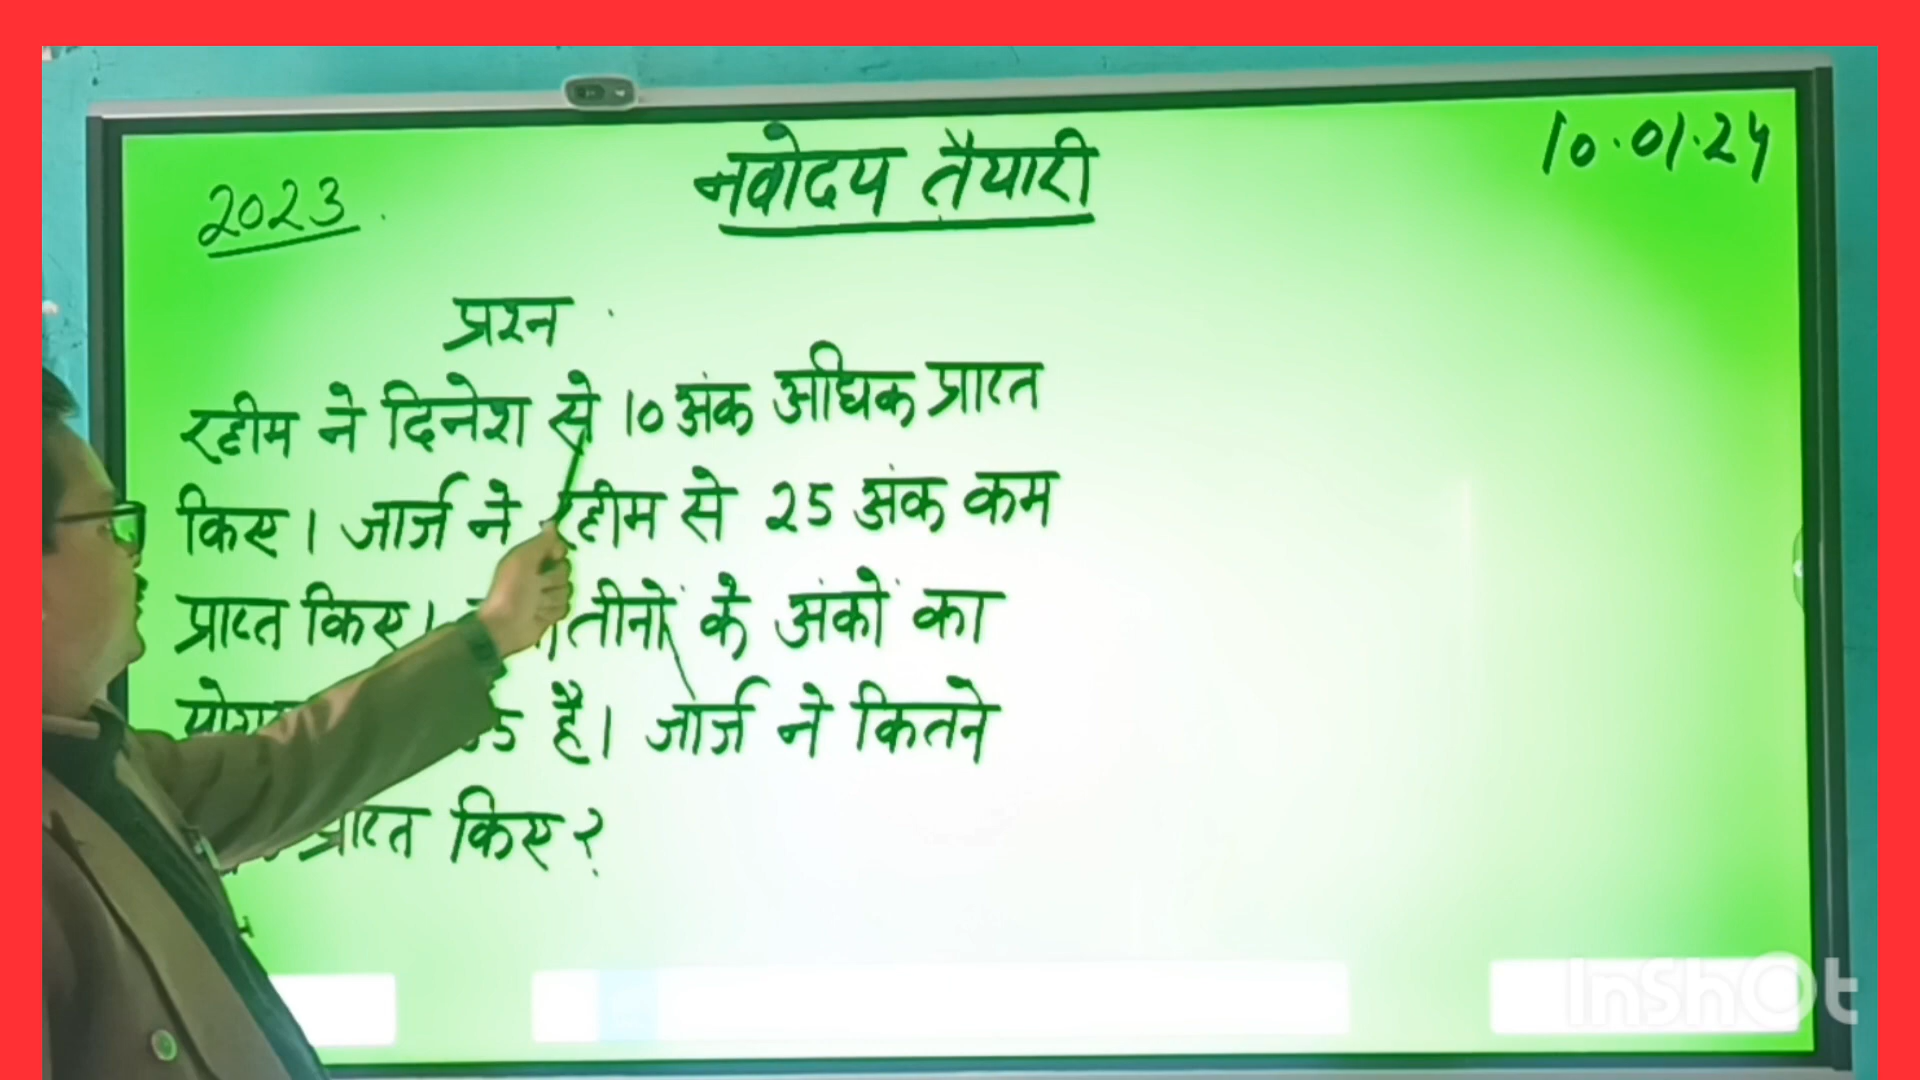 नवोदय तैयारी
10.01.24
2023
प्रश्न
रहीम ने दिनेश से 10 अंक अधिक प्राप्त
किए। जार्ज ने रहीम से 25 अंक कम
प्राप्त किए। तीनों के अंकों का
है। जार्ज ने कितने
प्राप्त किए?
InShOt